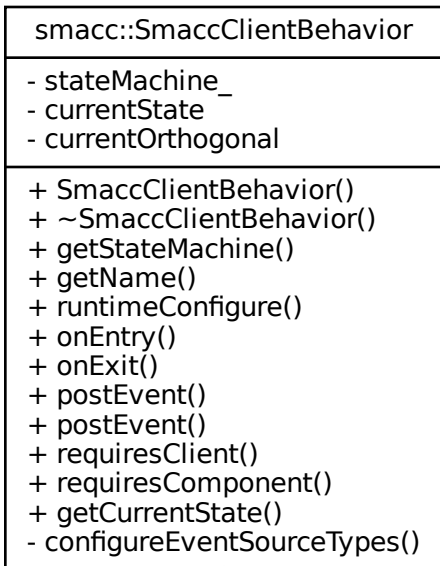 smacc::SmaccClientBehavior
- stateMachine_
- currentState
- currentOrthogonal
+ SmaccClientBehavior()
+ ~SmaccClientBehavior()
+ getStateMachine()
+ getName()
+ runtimeConfigure()
+ onEntry()
+ onExit()
+ postEvent()
+ postEvent()
+ requiresClient()
+ requiresComponent()
+ getCurrentState()
- configureEventSourceTypes()